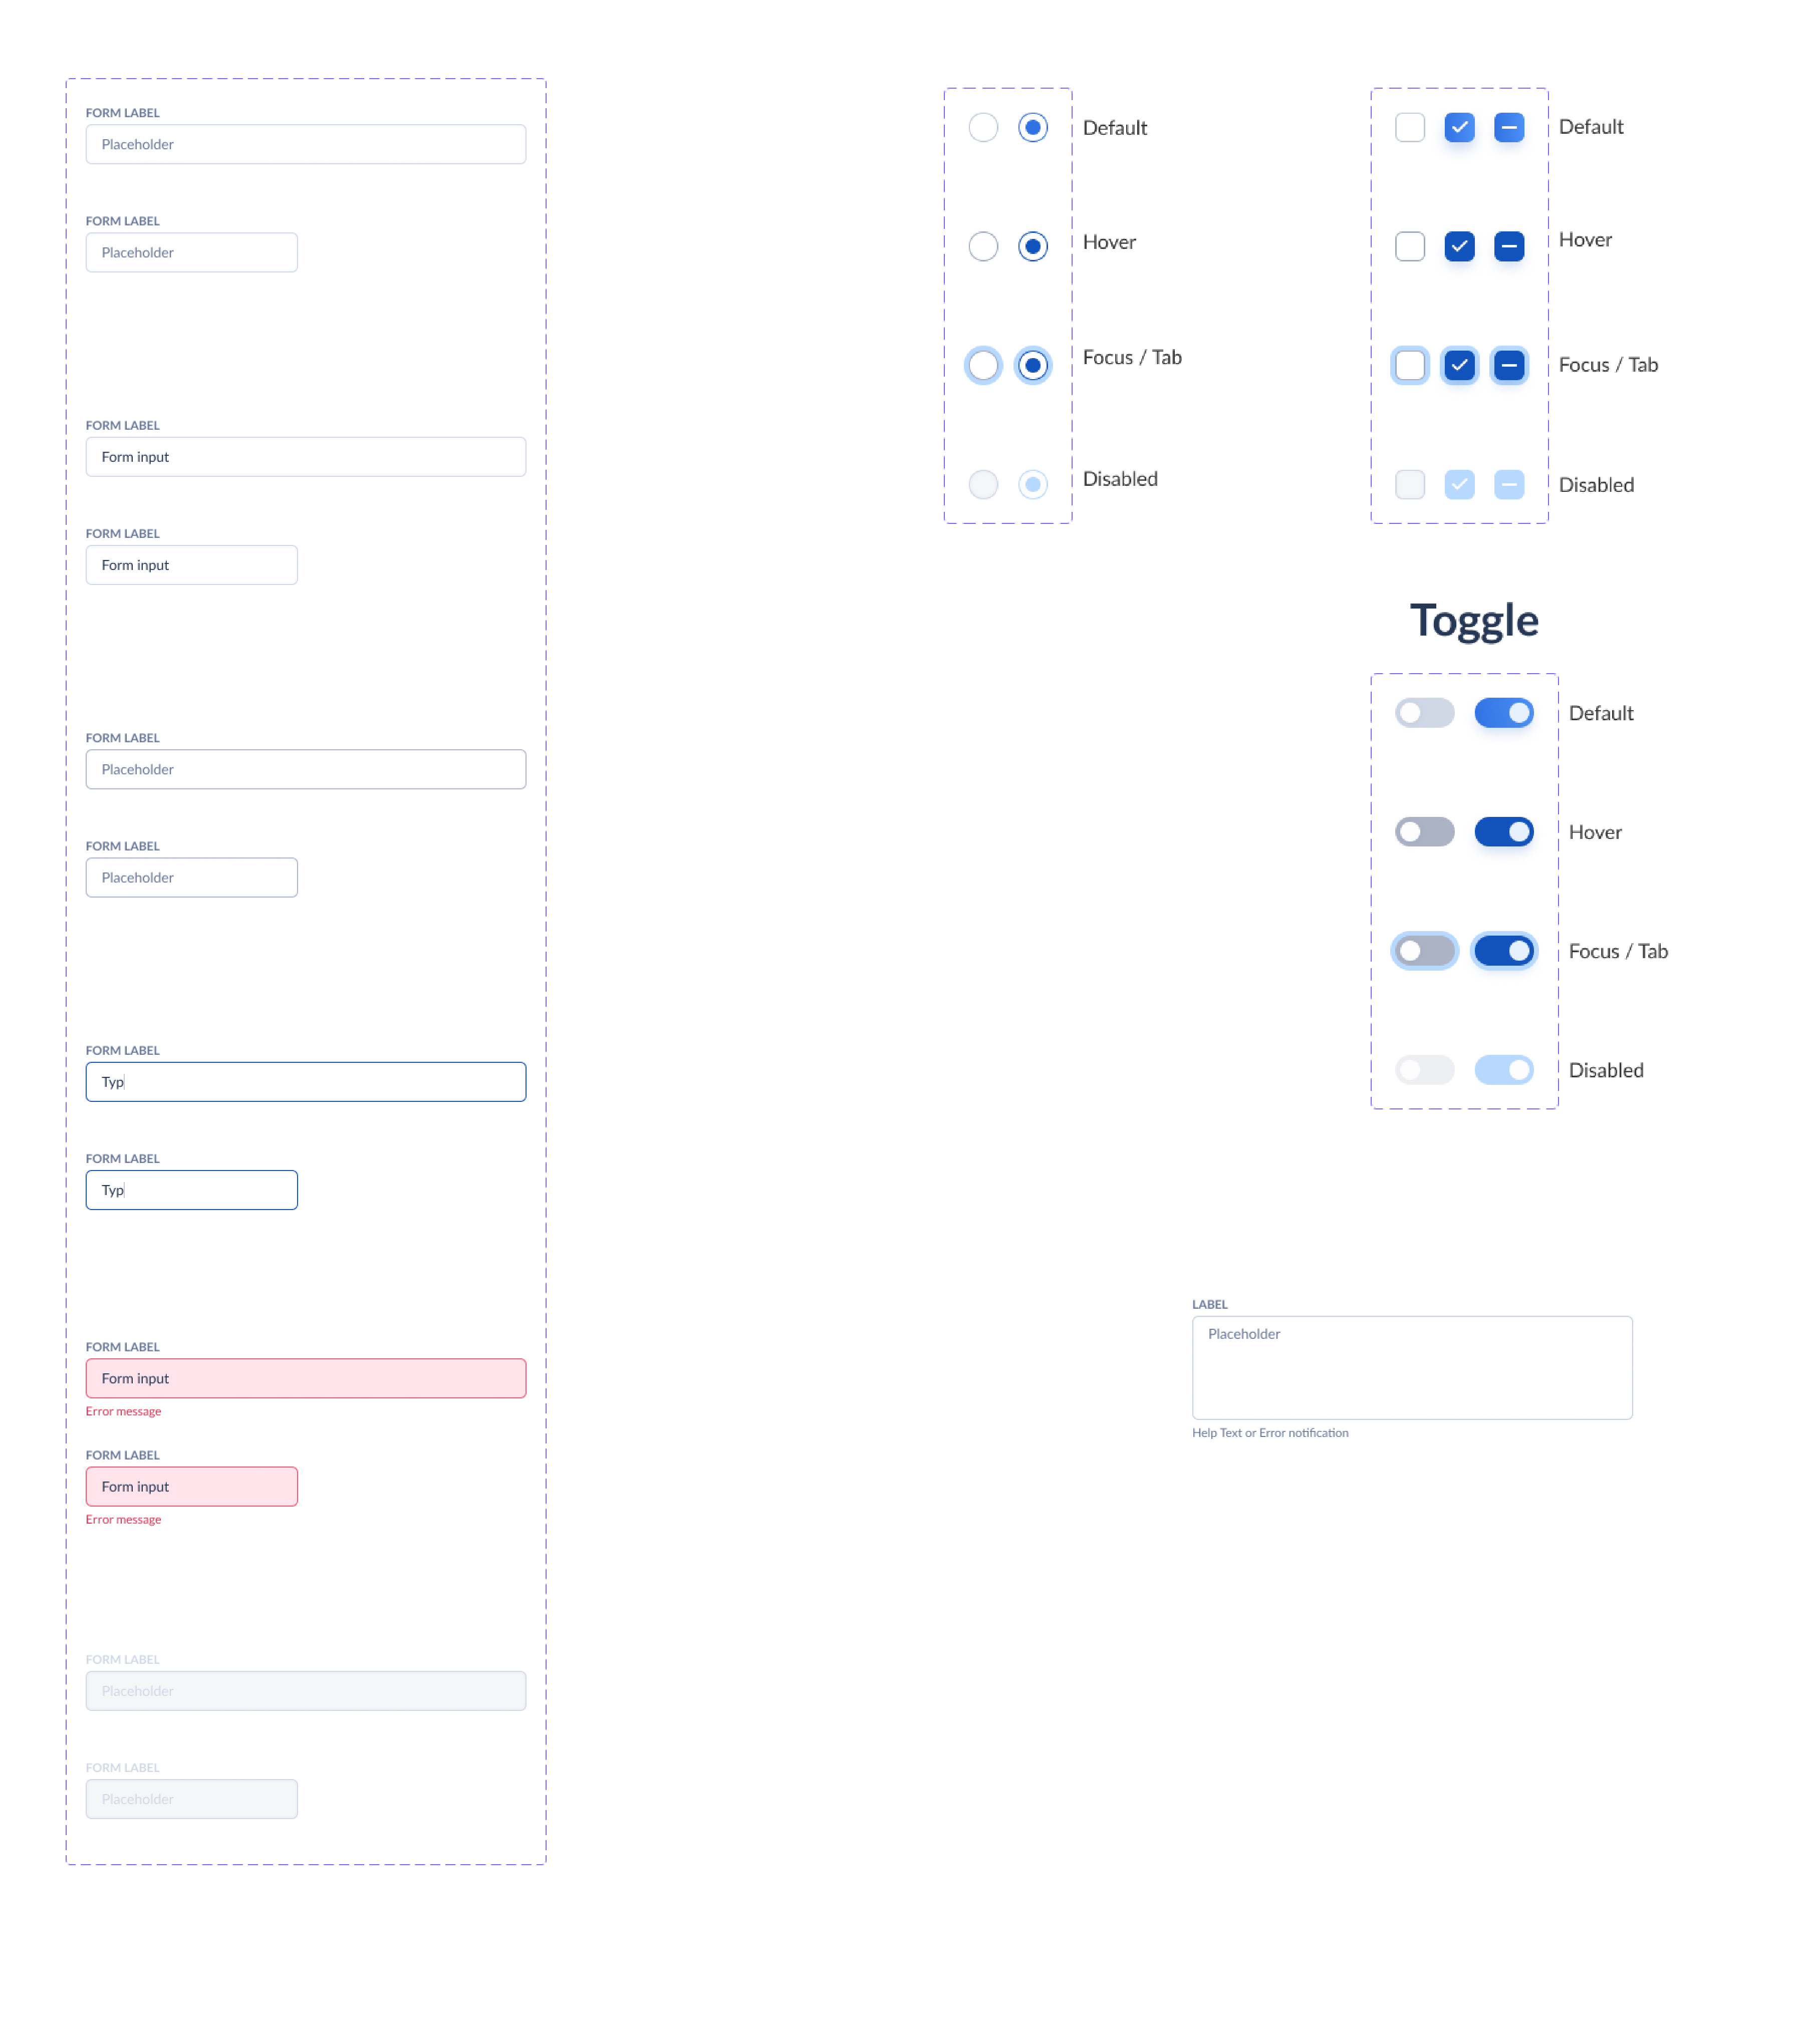 FORM LABEL
Placeholder
FORM LABEL
Placeholder
FORM LABEL
Form input
FORM LABEL
Form input
FORM LABEL
Placeholder
FORM LABEL
Placeholder
FORM LABEL
Typ
FORM LABEL
Typ
FORM LABEL
Form input
Error message
FORM LABEL
Form input
Error message
FORM LABEL
Placeholder
FORM LABEL
Placeholder
Default
Hover
Focus / Tab
Disabled
Default
Hover
Focus / Tab
Disabled
Toggle
Default
Hover
Focus / Tab
Disabled
LABEL
Placeholder
Help Text or Error notification